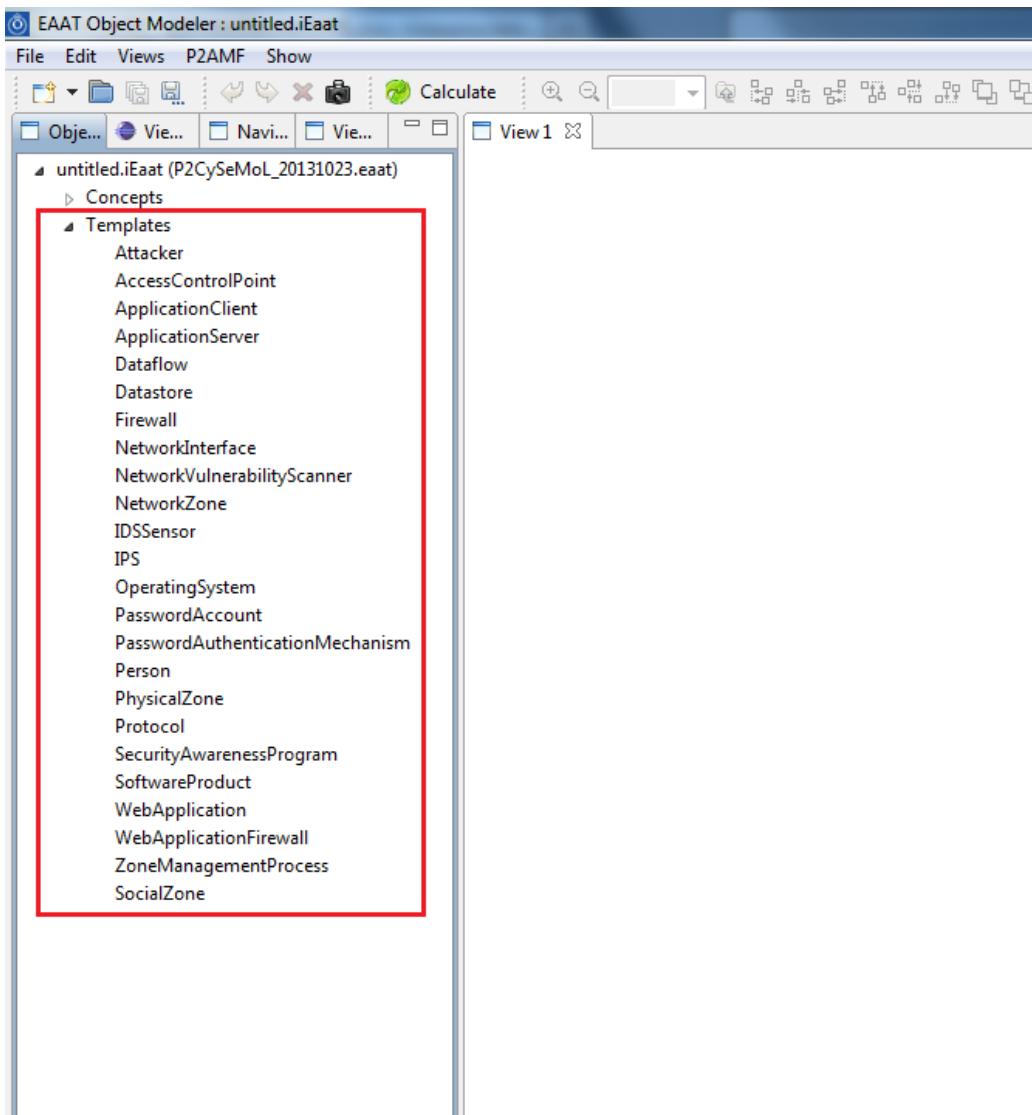 EAAT Object Modeler : untitled.iEaat
File Edit Views P2AMF Show
Calculate
Obje... Vie... Navi... Vie... View 1
untitled.iEaat (P2CySeMoL_20131023.eaat)
Concepts
Templates
Attacker
AccessControlPoint
ApplicationClient
ApplicationServer
Dataflow
Datastore
Firewall
NetworkInterface
NetworkVulnerabilityScanner
NetworkZone
IDSSensor
IPS
OperatingSystem
PasswordAccount
PasswordAuthenticationMechanism
Person
PhysicalZone
Protocol
SecurityAwarenessProgram
SoftwareProduct
WebApplication
WebApplicationFirewall
ZoneManagementProcess
SocialZone